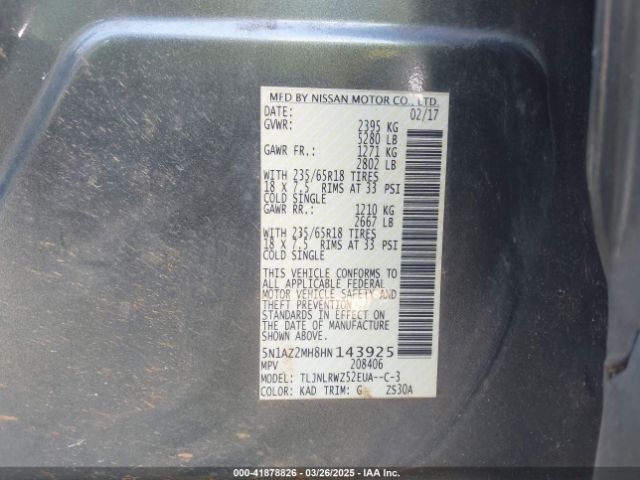 MFD BY NISSAN MOTOR CO., LTD.
DATE: 02/17
GVWR: 2395 KG
5280 LB
GAWR FR.: 1271 KG
2802 LB
WITH 235/65R18 TIRES
18 X 7.5 RIMS AT 33 PSI
COLD SINGLE
GAWR RR.: 1210 KG
2667 LB
WITH 235/65R18 TIRES
18 X 7.5 RIMS AT 33 PSI
COLD SINGLE
THIS VEHICLE CONFORMS TO
ALL APPLICABLE FEDERAL
MOTOR VEHICLE SAFETY AND
THEFT PREVENTION
STANDARDS IN EFFECT ON
THE DATE OF MANUFACTURE
SHOWN ABOVE.
5N1AZ2MH8HN 143925
MPV 208406
MODEL: TLJNLRWZ52EUA--C-3
COLOR: KAD TRIM: G ZS30A
000-41878826 / 03/26/2025 - IAA Inc.